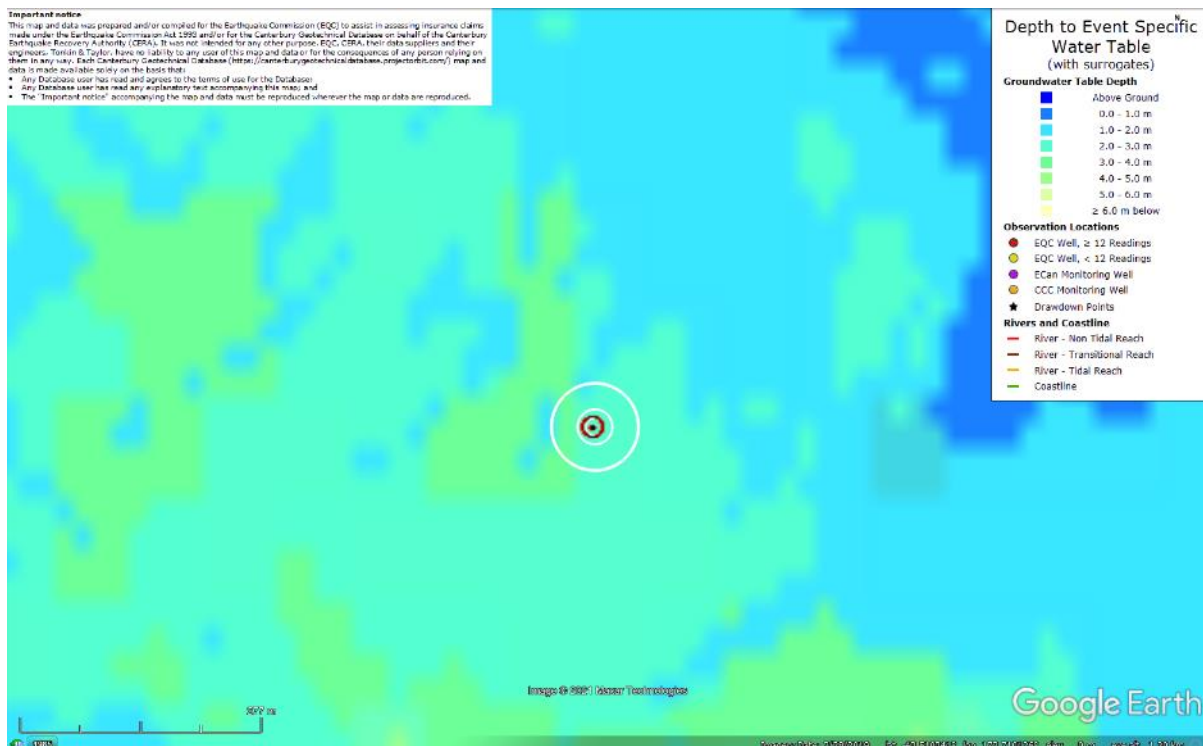 Important notice
This map and data was prepared and/or compiled for the Earthquake Commission (EQC) to assist in assessing insurance claims
made under the Earthquake Commission Act 1993 and/or for the Canterbury Geotechnical Database on behalf of the Canterbury
Earthquake Recovery Authority (CERA). It was not intended for any other purpose. EQC, CERA, their data suppliers and their
engineers, Tonkin & Taylor, have no liability to any user of this map and data or for the consequences of any person relying on
them in any way. Each Canterbury Geotechnical Database (https://canterburygeotechnicaldatabase.projectorbit.com/) map and
data is made available solely on the basis that:
• Any Database user has read and agrees to the terms of use for the Database;
• Any Database user has read any explanatory text accompanying this map; and
• The "Important notice" accompanying the map and data must be reproduced wherever the map or data are reproduced.
N
Depth to Event Specific
Water Table
(with surrogates)
Groundwater Table Depth
Above Ground
0.0 - 1.0 m
1.0 - 2.0 m
2.0 - 3.0 m
3.0 - 4.0 m
4.0 - 5.0 m
5.0 - 6.0 m
≥ 6.0 m below
Observation Locations
EQC Well, ≥ 12 Readings
EQC Well, < 12 Readings
ECan Monitoring Well
CCC Monitoring Well
Drawdown Points
Rivers and Coastline
River - Non Tidal Reach
River - Transitional Reach
River - Tidal Reach
Coastline
Image © 2021 Maxar Technologies
Google Earth